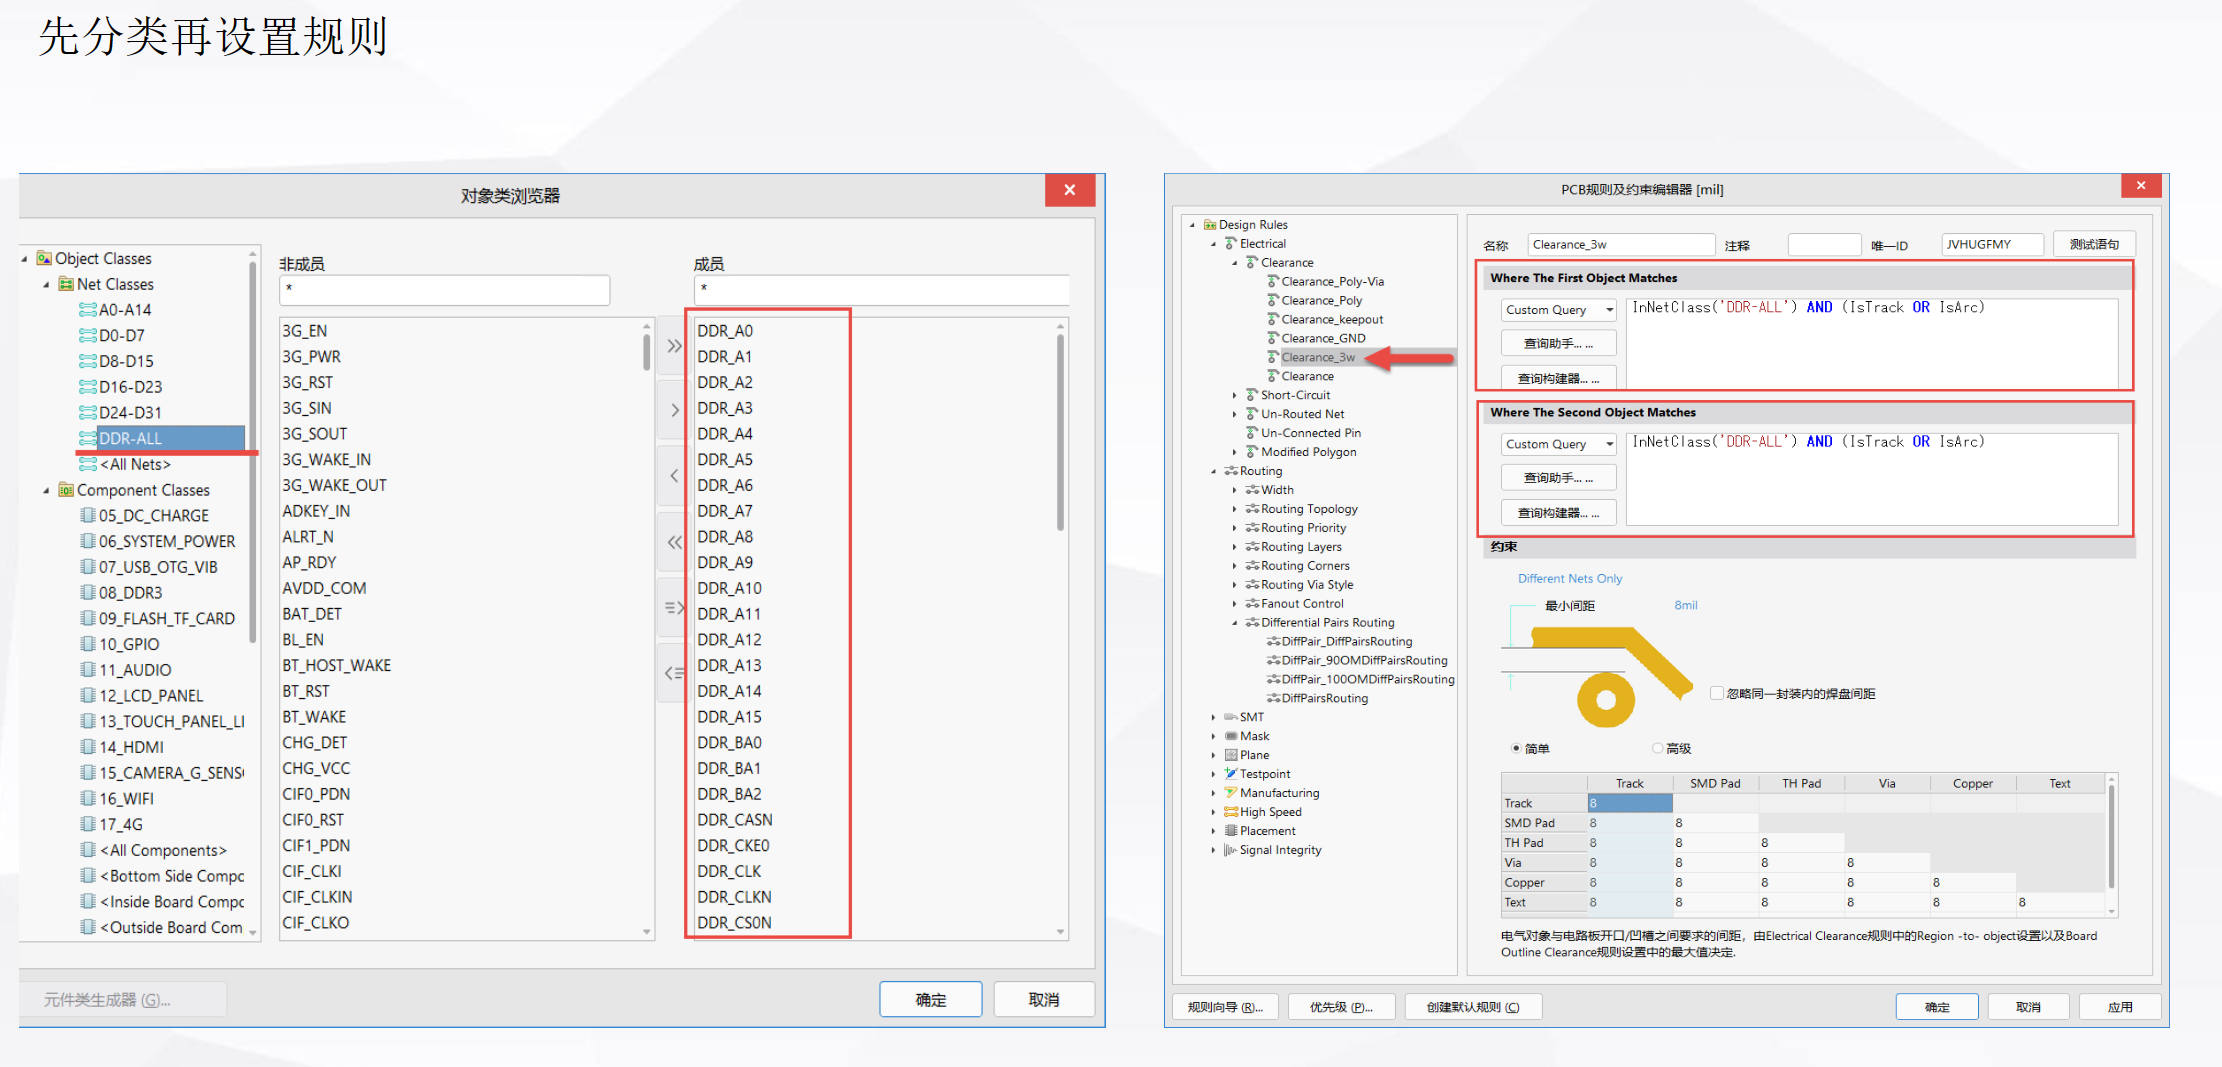 先分类再设置规则
对象类浏览器
Object Classes
Net Classes
A0-A14
D0-D7
D8-D15
D16-D23
D24-D31
DDR-ALL
<All Nets>
Component Classes
05_DC_CHARGE
06_SYSTEM_POWER
07_USB_OTG_VIB
08_DDR3
09_FLASH_TF_CARD
10_GPIO
11_AUDIO
12_LCD_PANEL
13_TOUCH_PANEL_LI
14_HDMI
15_CAMERA_G_SENS
16_WIFI
17_4G
<All Components>
<Bottom Side Compc
<Inside Board Compc
<Outside Board Com
非成员
*
3G_EN
3G_PWR
3G_RST
3G_SIN
3G_SOUT
3G_WAKE_IN
3G_WAKE_OUT
ADKEY_IN
ALRT_N
AP_RDY
AVDD_COM
BAT_DET
BL_EN
BT_HOST_WAKE
BT_RST
BT_WAKE
CHG_DET
CHG_VCC
CIF0_PDN
CIF0_RST
CIF1_PDN
CIF_CLKI
CIF_CLKIN
CIF_CLKO
成员
*
DDR_A0
DDR_A1
DDR_A2
DDR_A3
DDR_A4
DDR_A5
DDR_A6
DDR_A7
DDR_A8
DDR_A9
DDR_A10
DDR_A11
DDR_A12
DDR_A13
DDR_A14
DDR_A15
DDR_BA0
DDR_BA1
DDR_BA2
DDR_CASN
DDR_CKE0
DDR_CLK
DDR_CLKN
DDR_CS0N
元件类生成器 (G)...
确定
取消
PCB规则及约束编辑器 [mil]
Design Rules
Electrical
Clearance
Clearance_Poly-Via
Clearance_Poly
Clearance_keepout
Clearance_GND
Clearance_3w
Clearance
Short-Circuit
Un-Routed Net
Un-Connected Pin
Modified Polygon
Routing
Width
Routing Topology
Routing Priority
Routing Layers
Routing Corners
Routing Via Style
Fanout Control
Differential Pairs Routing
DiffPair_DiffPairsRouting
DiffPair_90OMDiffPairsRouting
DiffPair_100OMDiffPairsRouting
DiffPairsRouting
SMT
Mask
Plane
Testpoint
Manufacturing
High Speed
Placement
Signal Integrity
名称 Clearance_3w 注释 唯一ID JVHUGFMY 测试语句
Where The First Object Matches
Custom Query InNetClass('DDR-ALL') AND (IsTrack OR IsArc)
查询助手... ...
查询构建器... ...
Where The Second Object Matches
Custom Query InNetClass('DDR-ALL') AND (IsTrack OR IsArc)
查询助手... ...
查询构建器... ...
约束
Different Nets Only
最小间距 8mil
忽略同一封装内的焊盘间距
简单 高级
Track SMD Pad TH Pad Via Copper Text
Track 8
SMD Pad 8 8
TH Pad 8 8 8
Via 8 8 8 8
Copper 8 8 8 8 8
Text 8 8 8 8 8 8
电气对象与电路板开口/凹槽之间要求的间距，由Electrical Clearance规则中的Region -to- object设置以及Board
Outline Clearance规则设置中的最大值决定.
规则向导 (R)... 优先级 (P)... 创建默认规则 (C) 确定 取消 应用